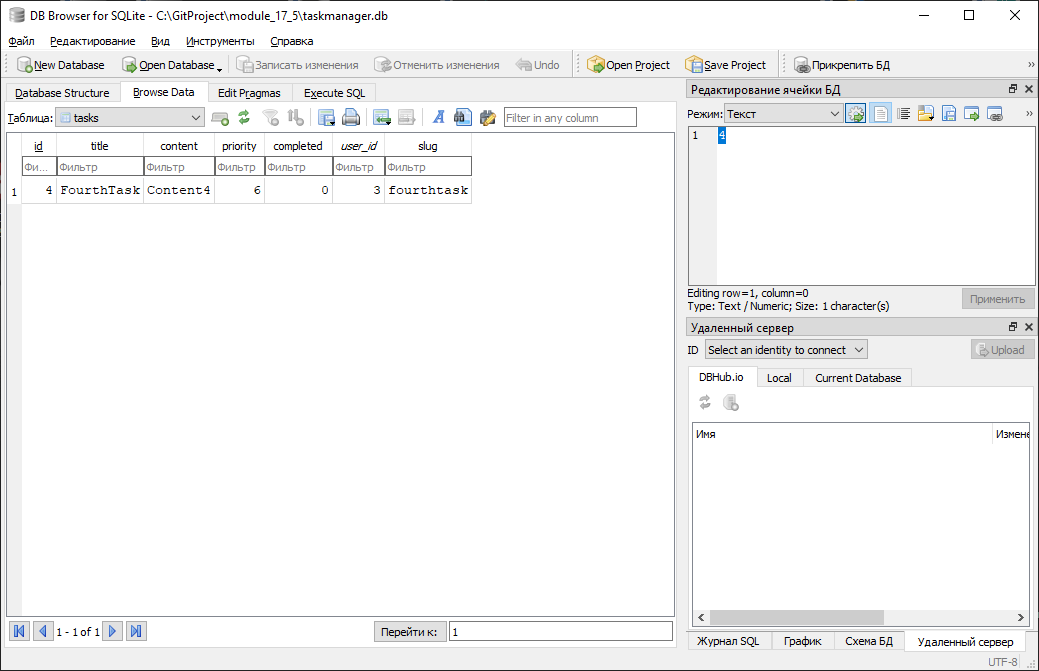 DB Browser for SQLite - C:\GitProject\module_17_5\taskmanager.db
Файл Редактирование Вид Инструменты Справка
New Database Open Database Записать изменения Отменить изменения Undo Open Project Save Project Прикрепить БД »
Database Structure Browse Data Edit Pragmas Execute SQL
Таблица: tasks Filter in any column
id title content priority completed user_id slug
Фи... Фильтр Фильтр Фильтр Фильтр Фильтр Фильтр
1 4 FourthTask Content4 6 0 3 fourthtask
1 - 1 of 1 Перейти к: 1
Редактирование ячейки БД
Режим: Текст »
1 4
Editing row=1, column=0
Type: Text / Numeric; Size: 1 character(s)
Применить
Удаленный сервер
ID Select an identity to connect Upload
DBHub.io Local Current Database
Имя Измене
Журнал SQL График Схема БД Удаленный сервер
UTF-8